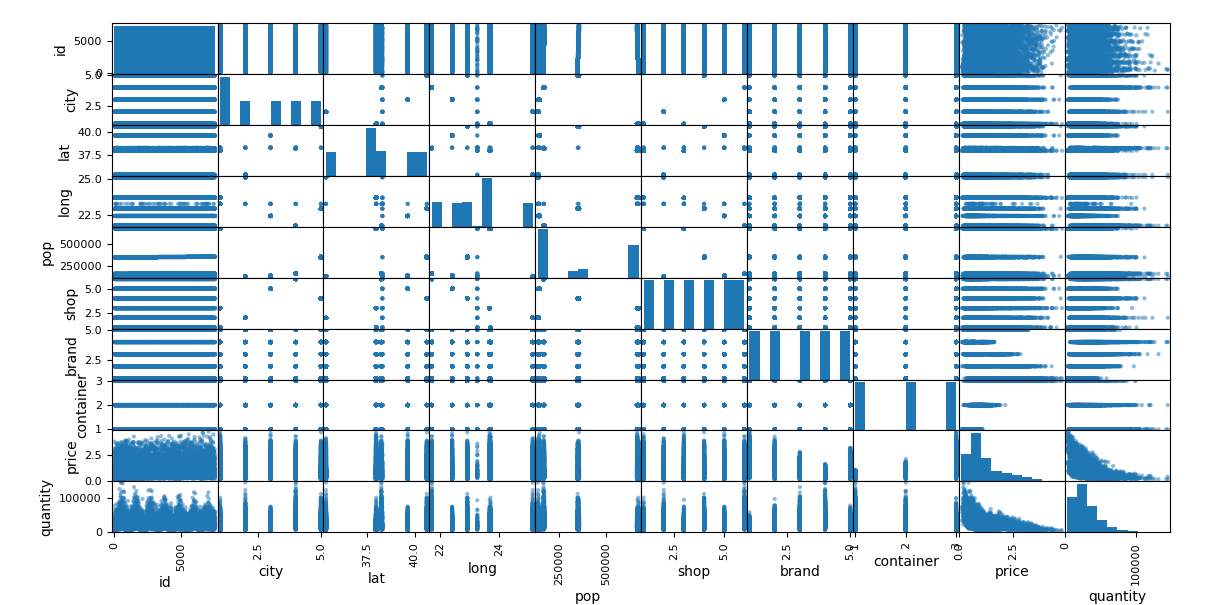 id
5000
0
city
5.0
2.5
lat
40.0
37.5
long
25.0
22.5
pop
500000
250000
shop
5.0
2.5
brand
5.0
2.5
container
3
2
1
price
2.5
0.0
quantity
100000
0
0 5000 2.5 5.0 37.5 40.0 22 24 250000 500000 2.5 5.0 2.5 5.0 1 2 3 0.0 2.5 0 100000
id city lat long pop shop brand container price quantity